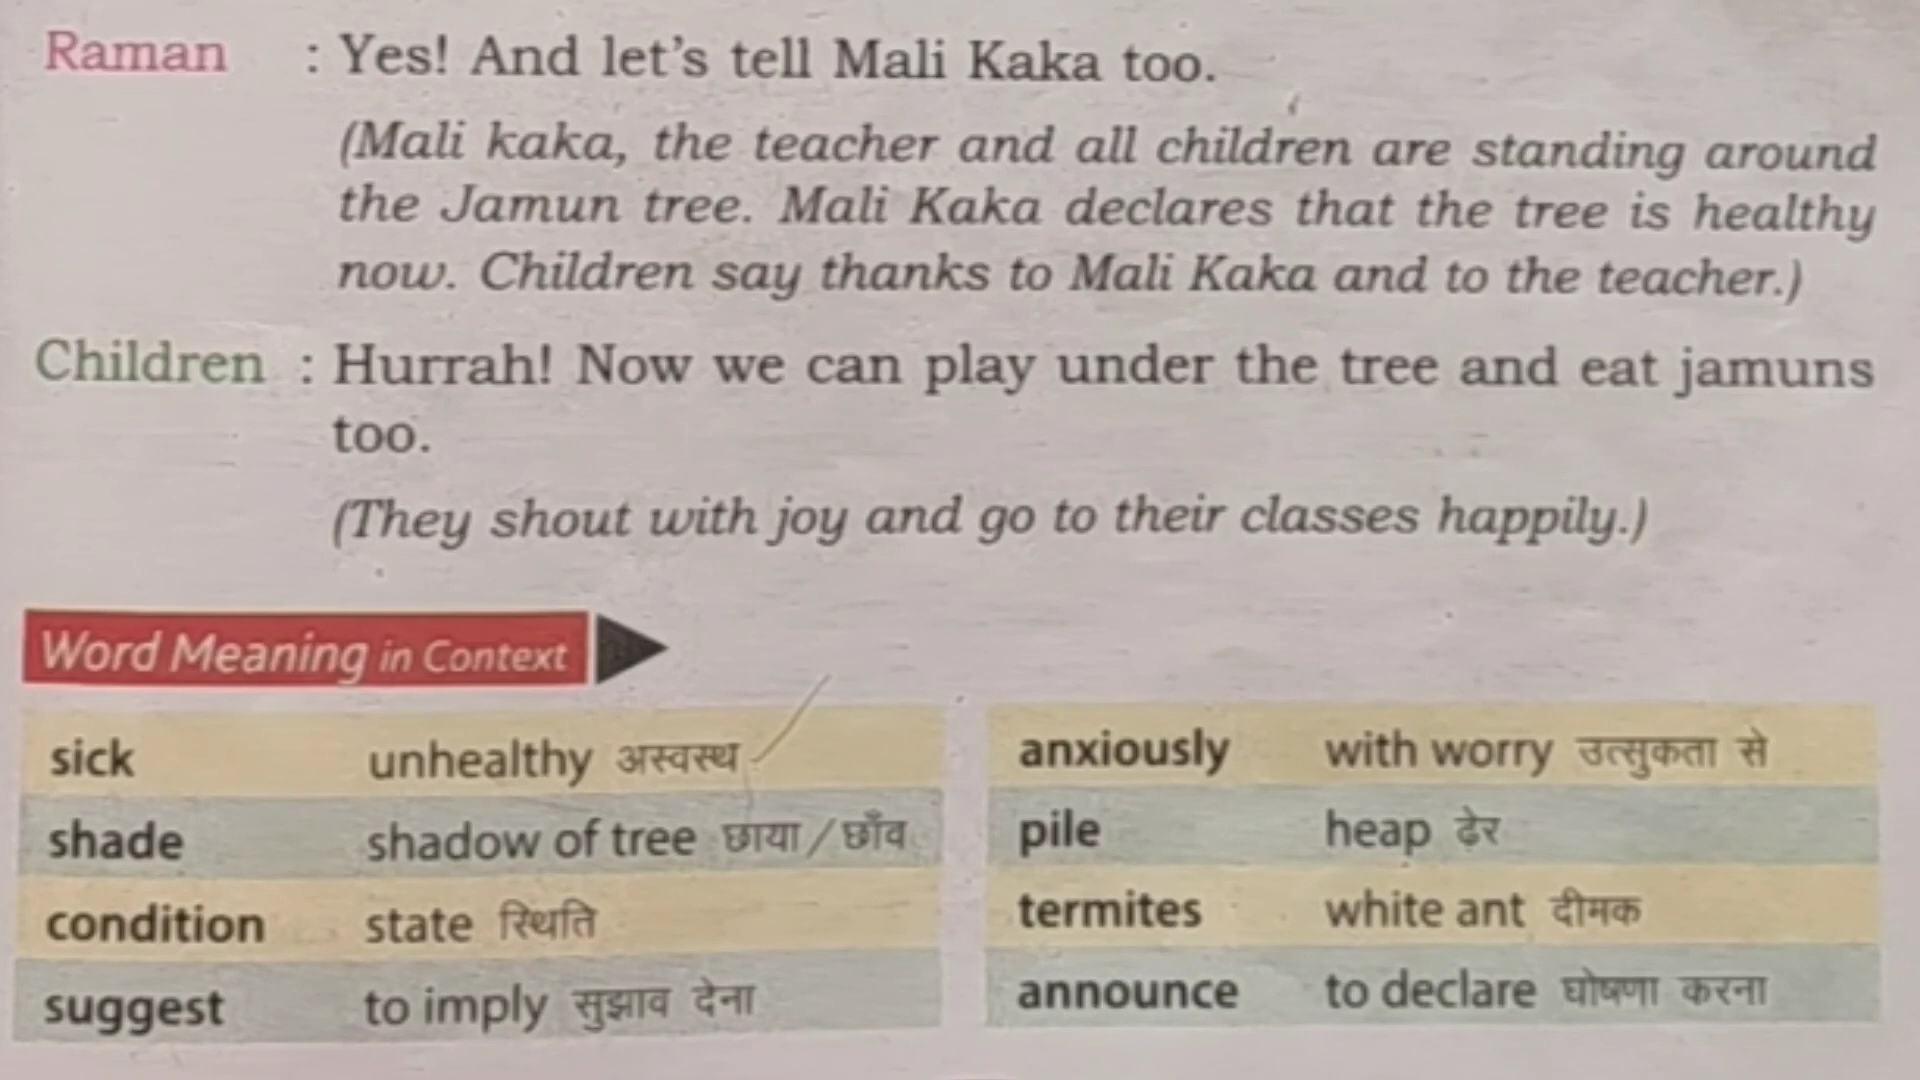 Raman : Yes! And let's tell Mali Kaka too.
(Mali kaka, the teacher and all children are standing around
the Jamun tree. Mali Kaka declares that the tree is healthy
now. Children say thanks to Mali Kaka and to the teacher.)
Children : Hurrah! Now we can play under the tree and eat jamuns
too.
(They shout with joy and go to their classes happily.)
Word Meaning in Context
sick unhealthy अस्वस्थ
shade shadow of tree छाया / छाँव
condition state स्थिति
suggest to imply सुझाव देना
anxiously with worry उत्सुकता से
pile heap ढ़ेर
termites white ant दीमक
announce to declare घोषणा करना